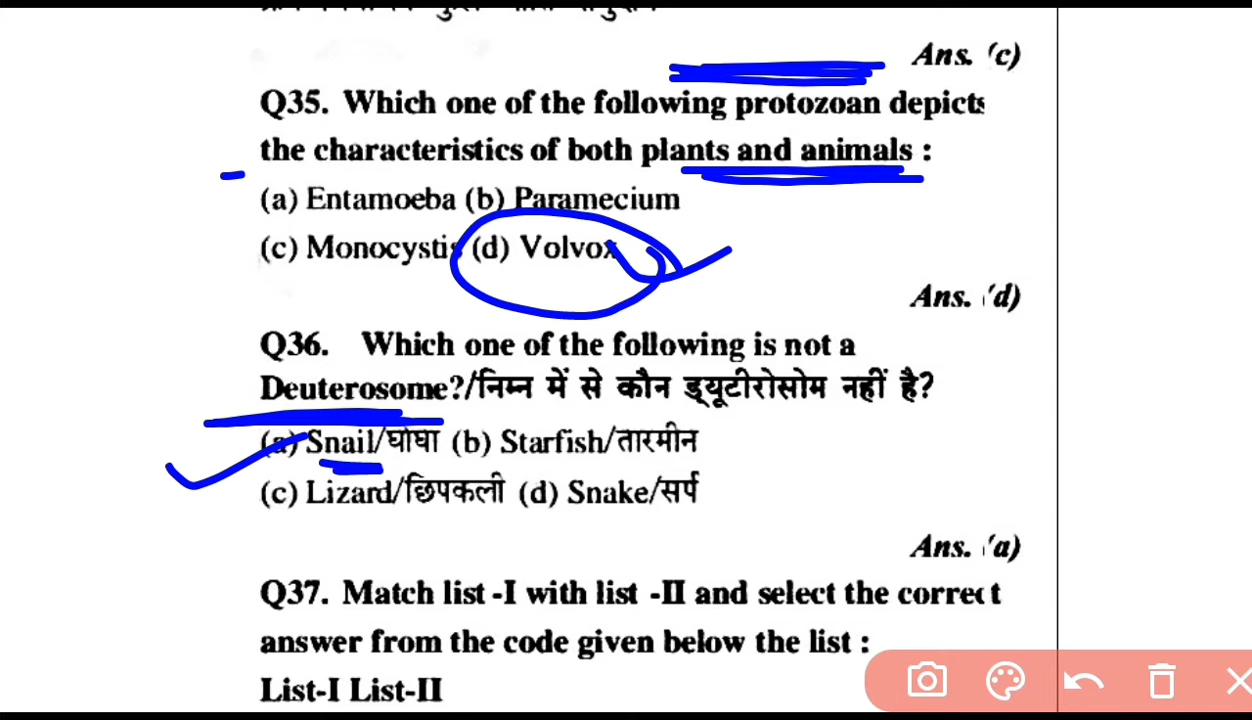 Ans. (c)
Q35. Which one of the following protozoan depicts
the characteristics of both plants and animals :
(a) Entamoeba (b) Paramecium
(c) Monocystis (d) Volvox
Ans. (d)
Q36. Which one of the following is not a
Deuterosome?/निम्न में से कौन ड्यूटीरोसोम नहीं है?
(a) Snail/घोंघा (b) Starfish/तारमीन
(c) Lizard/छिपकली (d) Snake/सर्प
Ans. (a)
Q37. Match list -I with list -II and select the correct
answer from the code given below the list :
List-I List-II